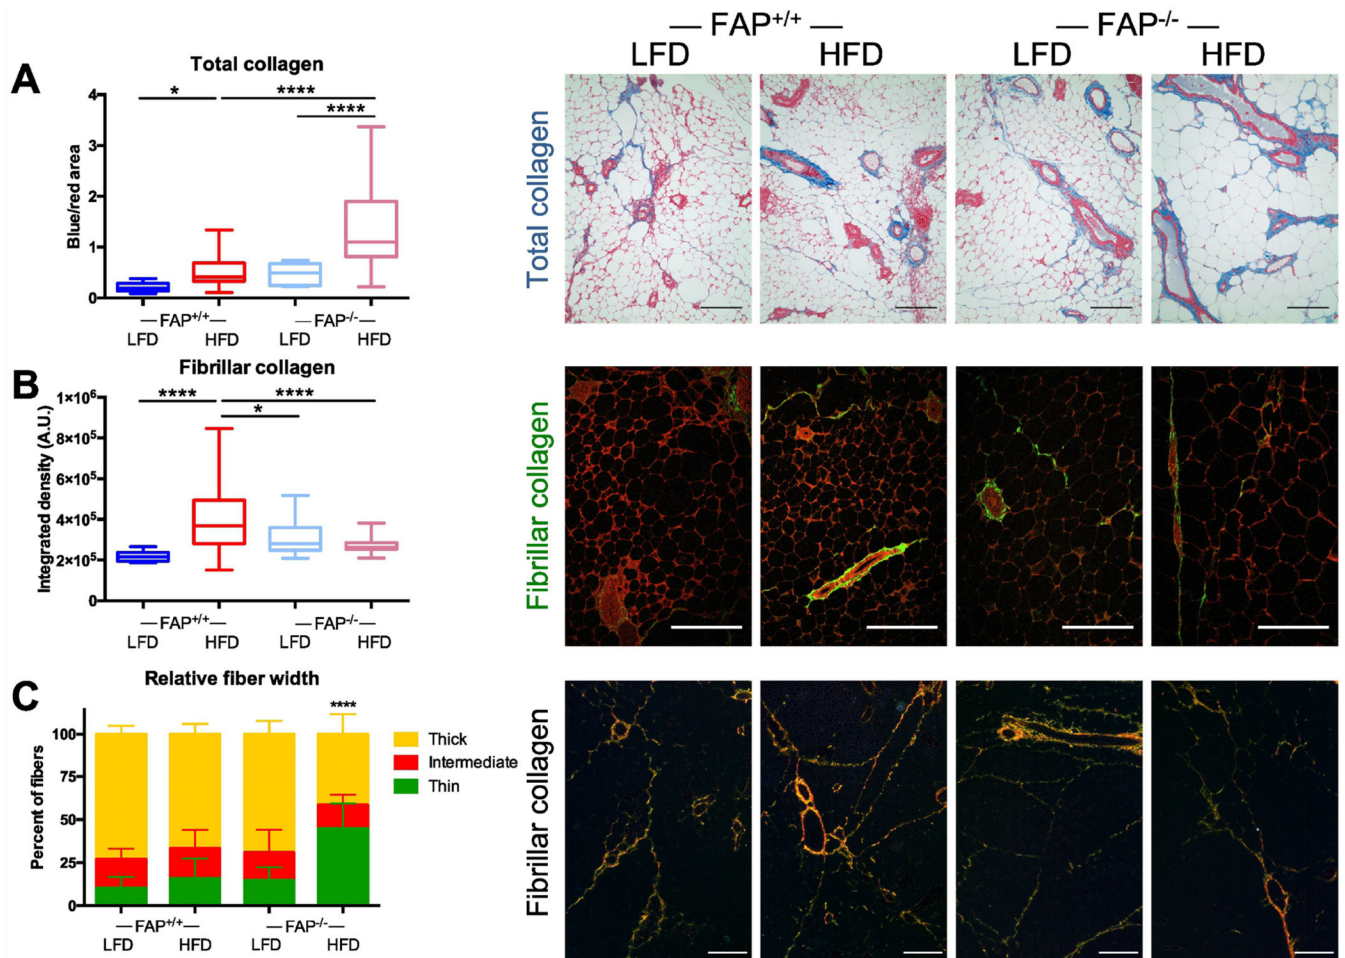 — FAP+/+ —
— FAP-/- —
LFD
HFD
LFD
HFD
A
Total collagen
4
3
2
1
0
Blue/red area
*
****
****
—FAP+/+—
—FAP-/-—
LFD
HFD
LFD
HFD
Total collagen
B
Fibrillar collagen
1×10⁶
8×10⁵
6×10⁵
4×10⁵
2×10⁵
0
Integrated density (A.U.)
****
****
*
—FAP+/+—
—FAP-/-—
LFD
HFD
LFD
HFD
Fibrillar collagen
C
Relative fiber width
100
75
50
25
0
Percent of fibers
****
Thick
Intermediate
Thin
—FAP+/+—
—FAP-/-—
LFD
HFD
LFD
HFD
Fibrillar collagen